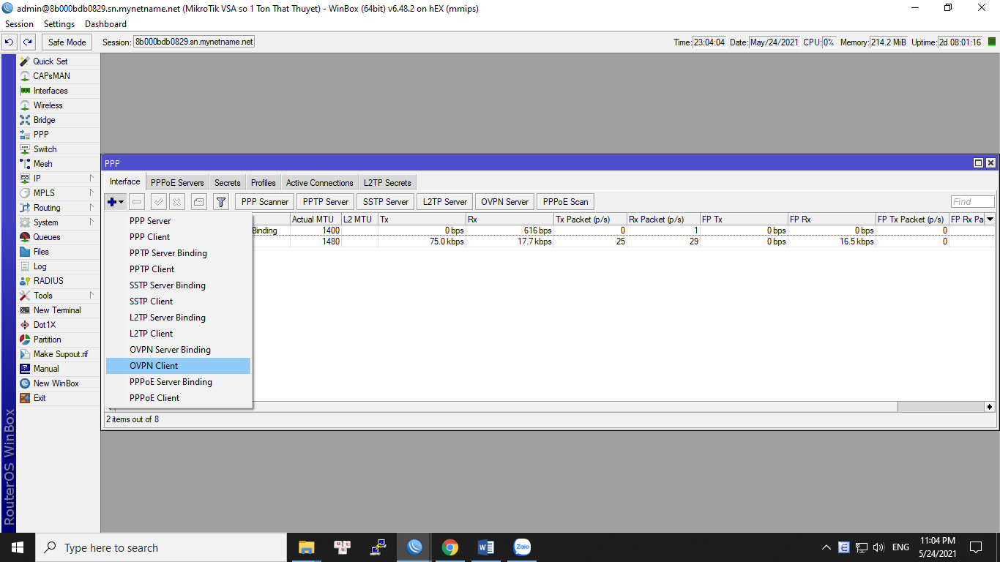 admin@8b000bdb0829.sn.mynetname.net (MikroTik VSA so 1 Ton That Thuyet) - WinBox (64bit) v6.48.2 on hEX (mmips)
Session Settings Dashboard
Safe Mode Session: 8b000bdb0829.sn.mynetname.net Time: 23:04:04 Date: May/24/2021 CPU: 0% Memory: 214.2 MiB Uptime: 2d 08:01:16
Quick Set
CAPsMAN
Interfaces
Wireless
Bridge
PPP
Switch
Mesh
IP
MPLS
Routing
System
Queues
Files
Log
RADIUS
Tools
New Terminal
Dot1X
Partition
Make Supout.rif
Manual
New WinBox
Exit
RouterOS WinBox
PPP
Interface PPPoE Servers Secrets Profiles Active Connections L2TP Secrets
PPP Scanner PPTP Server SSTP Server L2TP Server OVPN Server PPPoE Scan Find
Actual MTU L2 MTU Tx Rx Tx Packet (p/s) Rx Packet (p/s) FP Tx FP Rx FP Tx Packet (p/s) FP Rx Pa
Binding 1400 0 bps 616 bps 0 1 0 bps 0 bps 0
1480 75.0 kbps 17.7 kbps 25 29 0 bps 16.5 kbps 0
PPP Server
PPP Client
PPTP Server Binding
PPTP Client
SSTP Server Binding
SSTP Client
L2TP Server Binding
L2TP Client
OVPN Server Binding
OVPN Client
PPPoE Server Binding
PPPoE Client
2 items out of 8
Type here to search
Zalo
ENG
11:04 PM
5/24/2021